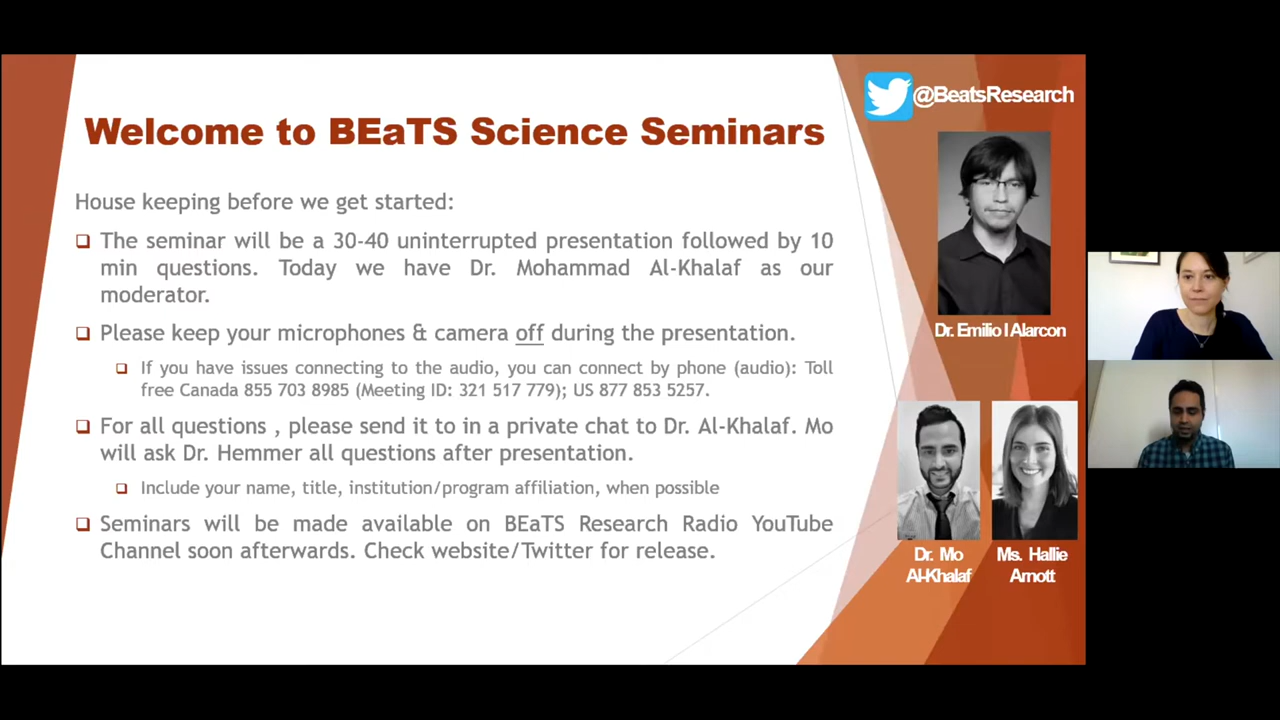 @BeatsResearch
Welcome to BEaTS Science Seminars
House keeping before we get started:
The seminar will be a 30-40 uninterrupted presentation followed by 10
min questions. Today we have Dr. Mohammad Al-Khalaf as our
moderator.
Please keep your microphones & camera off during the presentation.
If you have issues connecting to the audio, you can connect by phone (audio): Toll
free Canada 855 703 8985 (Meeting ID: 321 517 779); US 877 853 5257.
For all questions , please send it to in a private chat to Dr. Al-Khalaf. Mo
will ask Dr. Hemmer all questions after presentation.
Include your name, title, institution/program affiliation, when possible
Seminars will be made available on BEaTS Research Radio YouTube
Channel soon afterwards. Check website/Twitter for release.
Dr. Emilio I Alarcon
Dr. Mo
Al-Khalaf
Ms. Hallie
Arnott